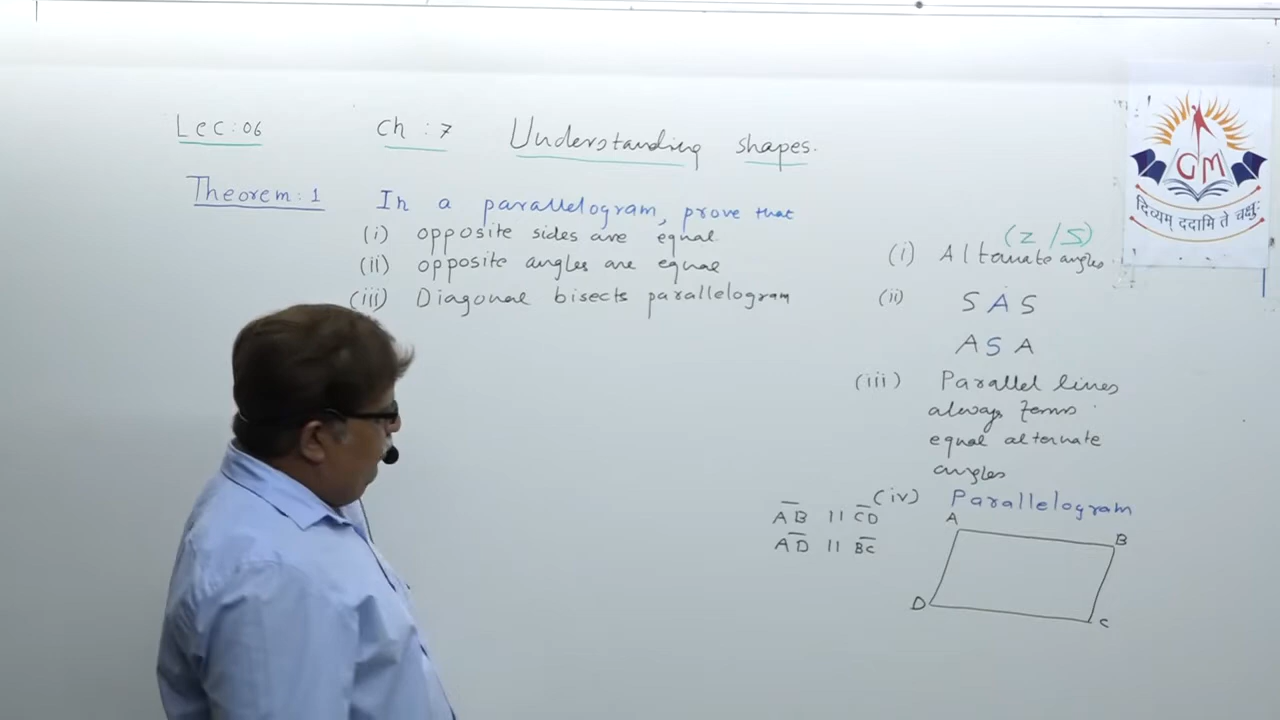 Lec: 06 Ch : 7 Understanding shapes.
Theorem: 1 In a parallelogram, prove that
(i) opposite sides are equal
(ii) opposite angles are equal
(iii) Diagonal bisects parallelogram
(Z /S)
(i) Alternate angles
(ii) S A S
A S A
(iii) Parallel lines
always forms
equal alternate
angles
(iv) Parallelogram
AB || CD
AD || BC
A
B
D
C
GM
दिव्यम् ददामि ते चक्षुः